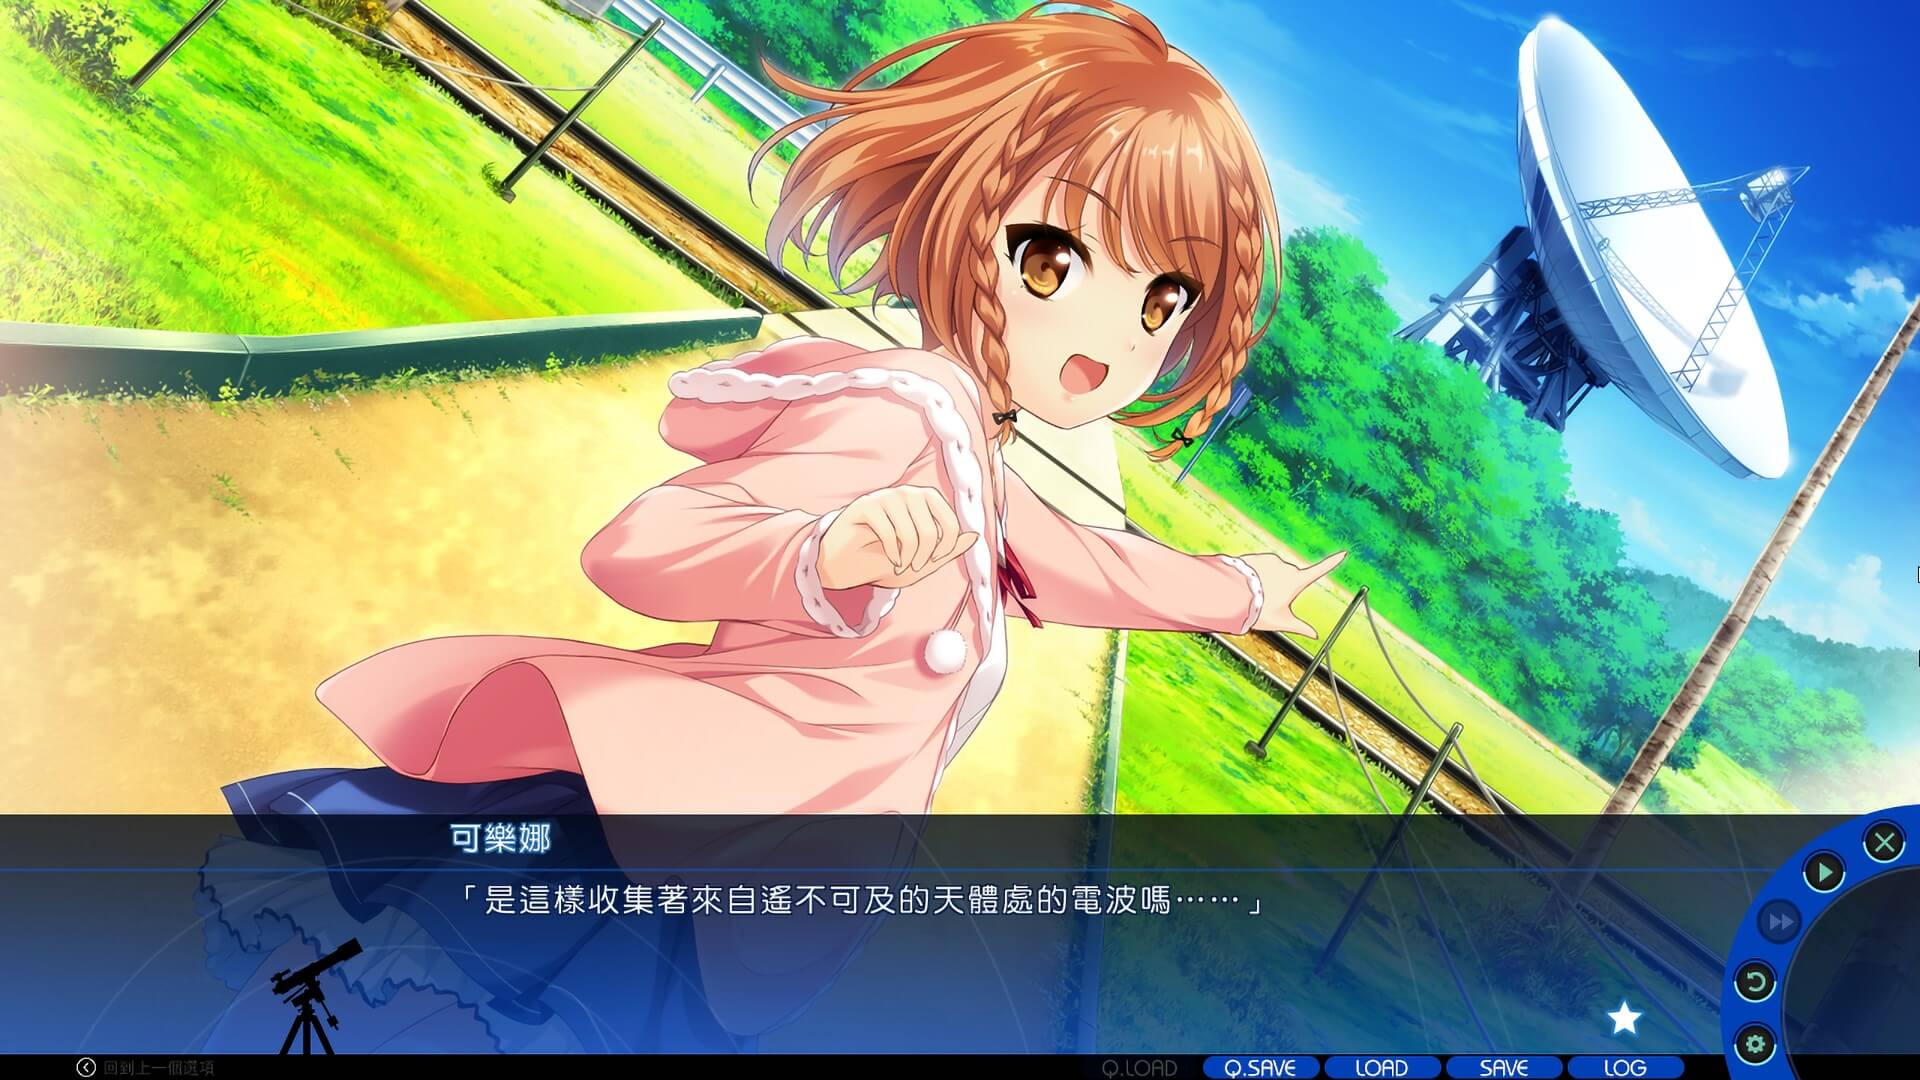 可樂娜
「是這樣收集著來自遙不可及的天體處的電波嗎……」
回到上一個選項
Q.LOAD
Q.SAVE
LOAD
SAVE
LOG